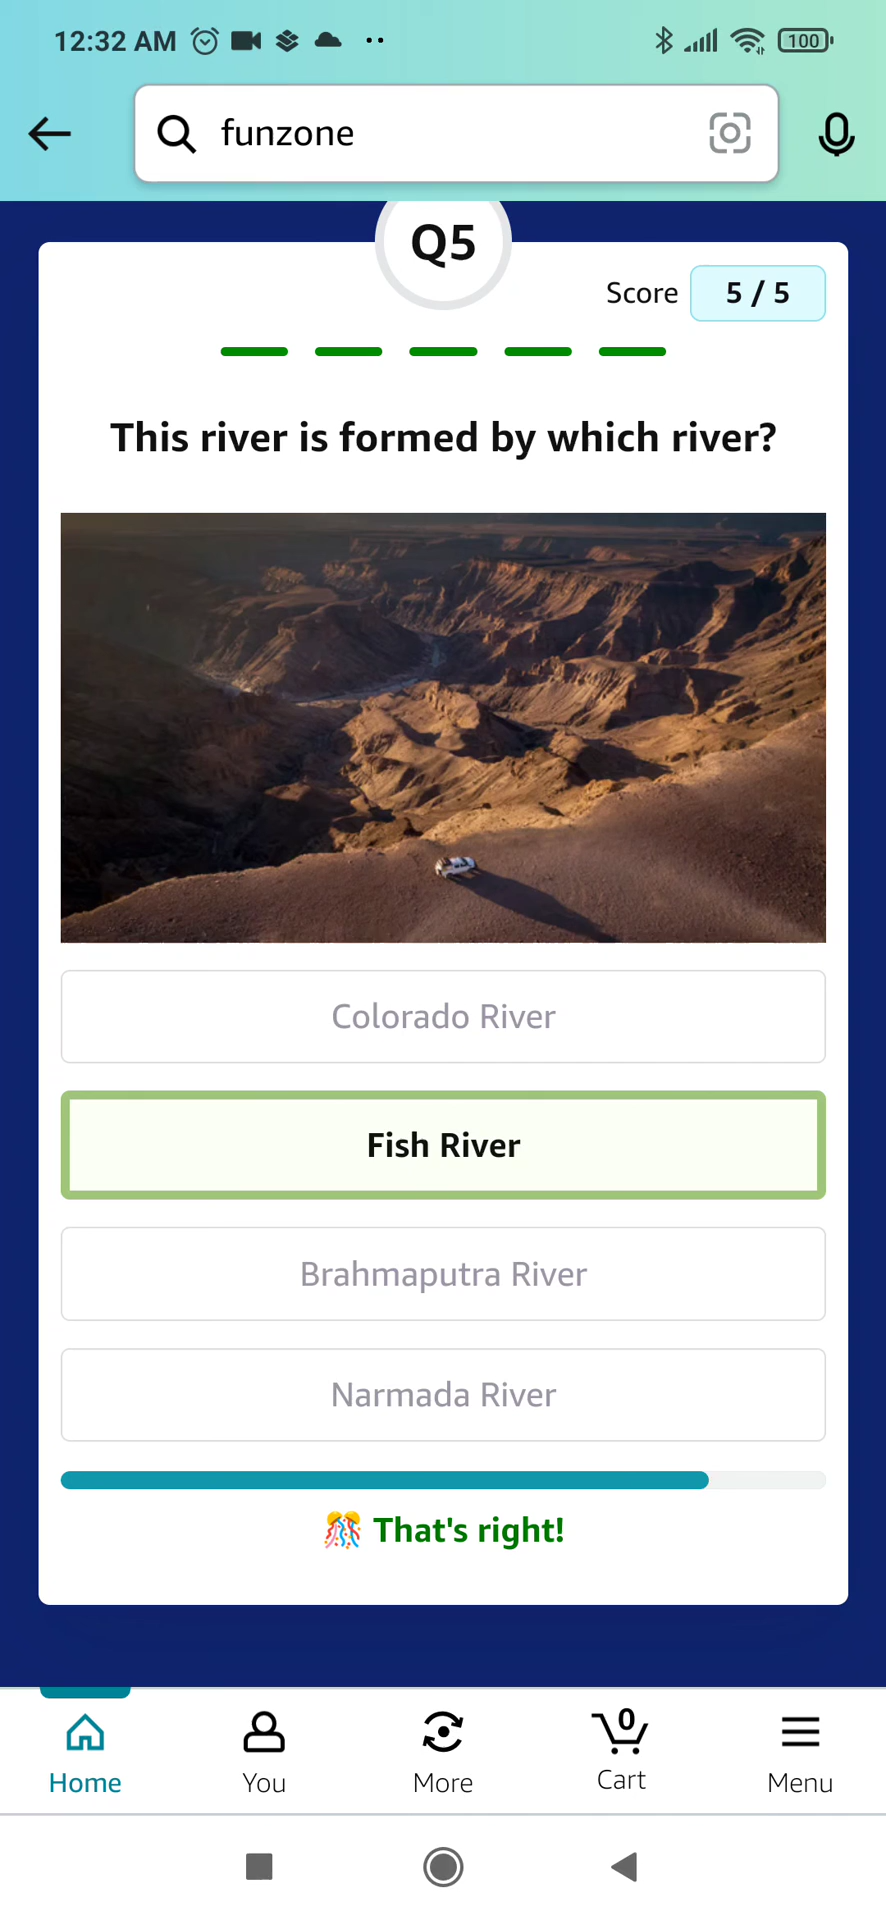 12:32 AM
100
funzone
Q5
Score 5 / 5
This river is formed by which river?
Colorado River
Fish River
Brahmaputra River
Narmada River
🎊 That's right!
0
Home You More Cart Menu